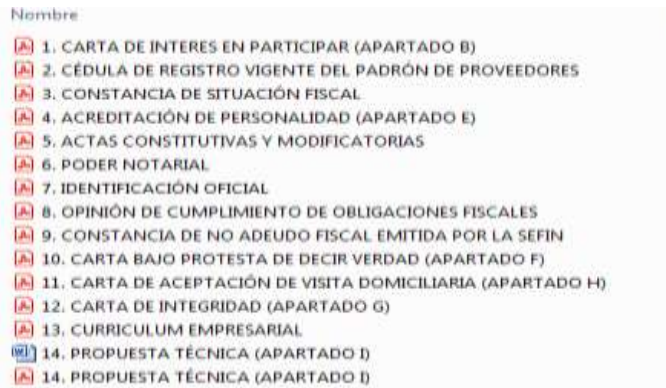 Nombre
1. CARTA DE INTERES EN PARTICIPAR (APARTADO B)
2. CÉDULA DE REGISTRO VIGENTE DEL PADRÓN DE PROVEEDORES
3. CONSTANCIA DE SITUACIÓN FISCAL
4. ACREDITACIÓN DE PERSONALIDAD (APARTADO E)
5. ACTAS CONSTITUTIVAS Y MODIFICATORIAS
6. PODER NOTARIAL
7. IDENTIFICACIÓN OFICIAL
8. OPINIÓN DE CUMPLIMIENTO DE OBLIGACIONES FISCALES
9. CONSTANCIA DE NO ADEUDO FISCAL EMITIDA POR LA SEFIN
10. CARTA BAJO PROTESTA DE DECIR VERDAD (APARTADO F)
11. CARTA DE ACEPTACIÓN DE VISITA DOMICILIARIA (APARTADO H)
12. CARTA DE INTEGRIDAD (APARTADO G)
13. CURRICULUM EMPRESARIAL
14. PROPUESTA TÉCNICA (APARTADO I)
14. PROPUESTA TÉCNICA (APARTADO I)